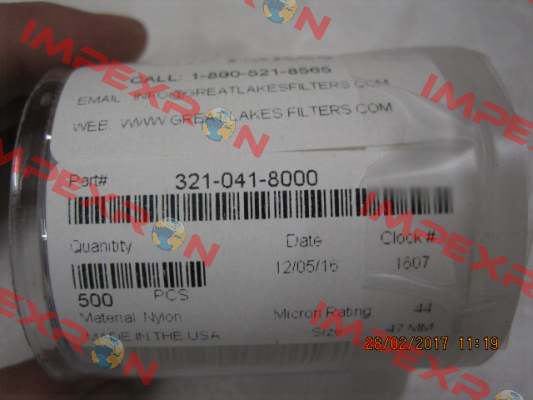 CALL: 1-800-521-8565
EMAIL: INFO@GREATLAKESFILTERS.COM
WEB: WWW.GREATLAKESFILTERS.COM
Part# 321-041-8000
Quanitity Date Clock #
12/05/16 1607
500 PCS
Material Nylon Micron Rating 44
MADE IN THE USA Size 47 MM
28/02/2017 11:19
IMPEXRON
IMPEXRON
IMPEXRON
IMPEXRON